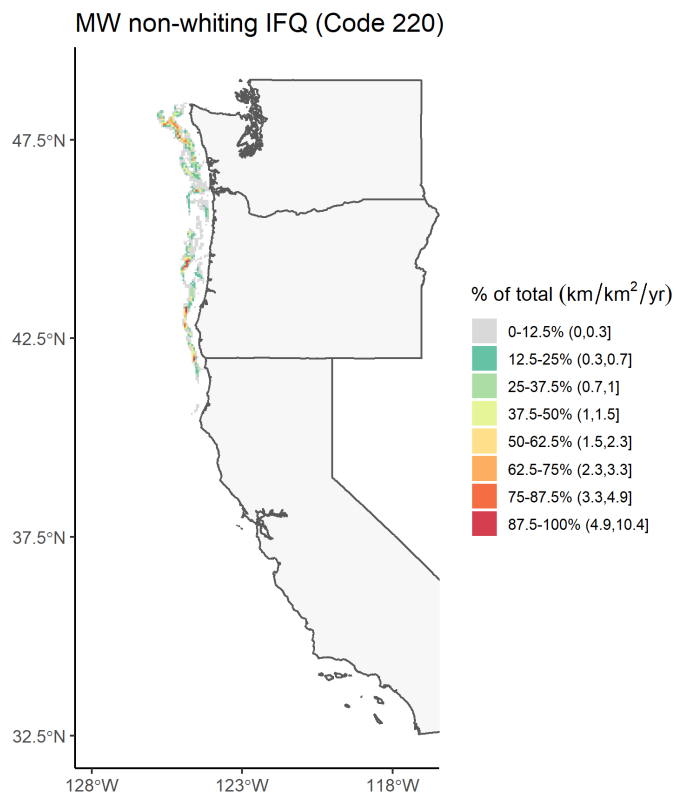 MW non-whiting IFQ (Code 220)
47.5°N
42.5°N
37.5°N
32.5°N
128°W 123°W 118°W
% of total (km/km²/yr)
0-12.5% (0,0.3]
12.5-25% (0.3,0.7]
25-37.5% (0.7,1]
37.5-50% (1,1.5]
50-62.5% (1.5,2.3]
62.5-75% (2.3,3.3]
75-87.5% (3.3,4.9]
87.5-100% (4.9,10.4]